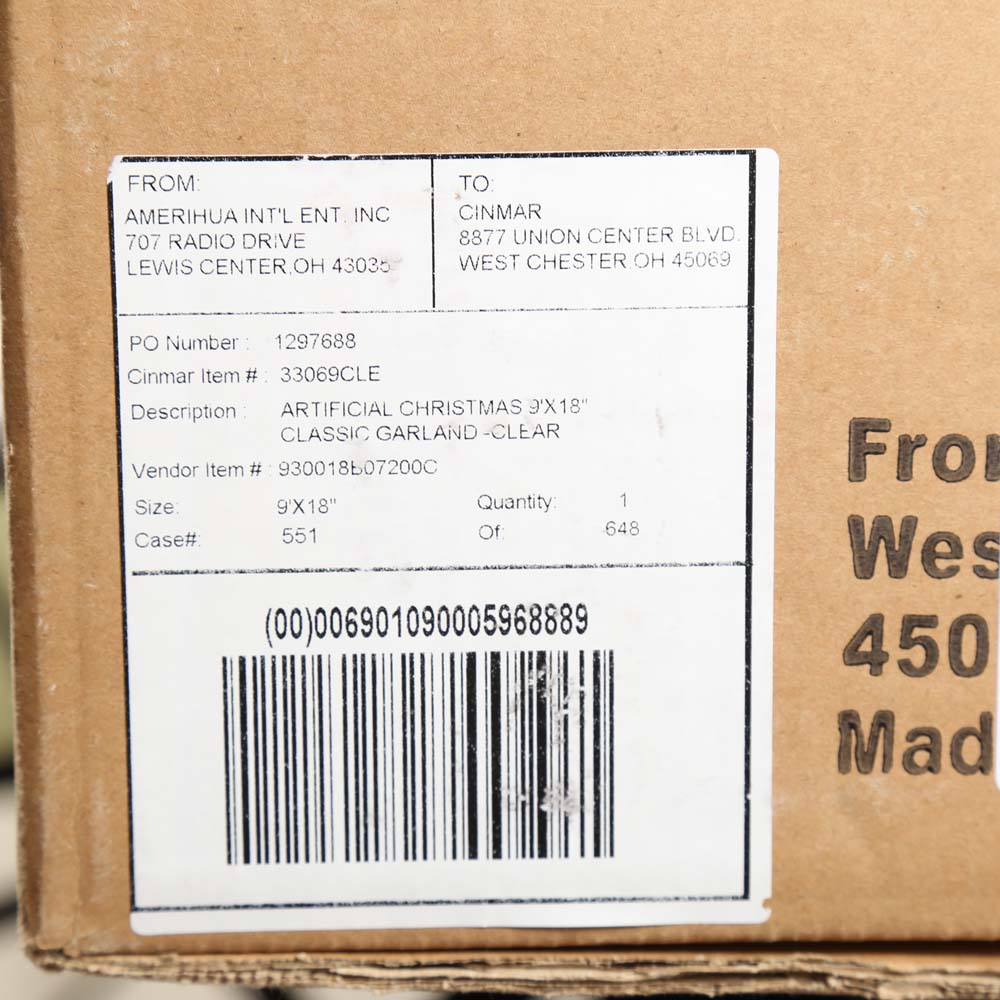 FROM:
AMERIHUA INT'L ENT. INC
707 RADIO DRIVE
LEWIS CENTER,OH 43035
TO:
CINMAR
8877 UNION CENTER BLVD.
WEST CHESTER,OH 45069
PO Number : 1297688
Cinmar Item # : 33069CLE
Description : ARTIFICIAL CHRISTMAS 9'X18"
CLASSIC GARLAND -CLEAR
Vendor Item # : 930018B07200C
Size: 9'X18" Quantity: 1
Case#: 551 Of: 648
(00)006901090005968889
Fron
Wes
450
Mad